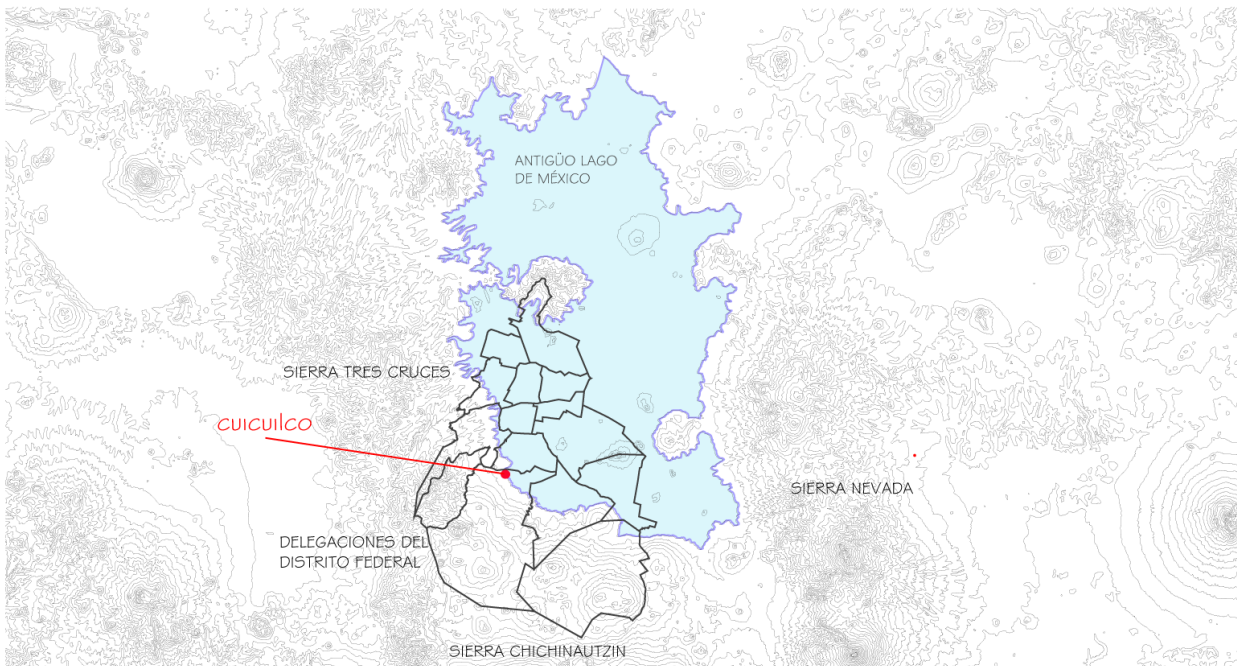 ANTIGÜO LAGO
DE MÉXICO
SIERRA TRES CRUCES
CUICUILCO
SIERRA NEVADA
DELEGACIONES DEL
DISTRITO FEDERAL
SIERRA CHICHINAUTZIN